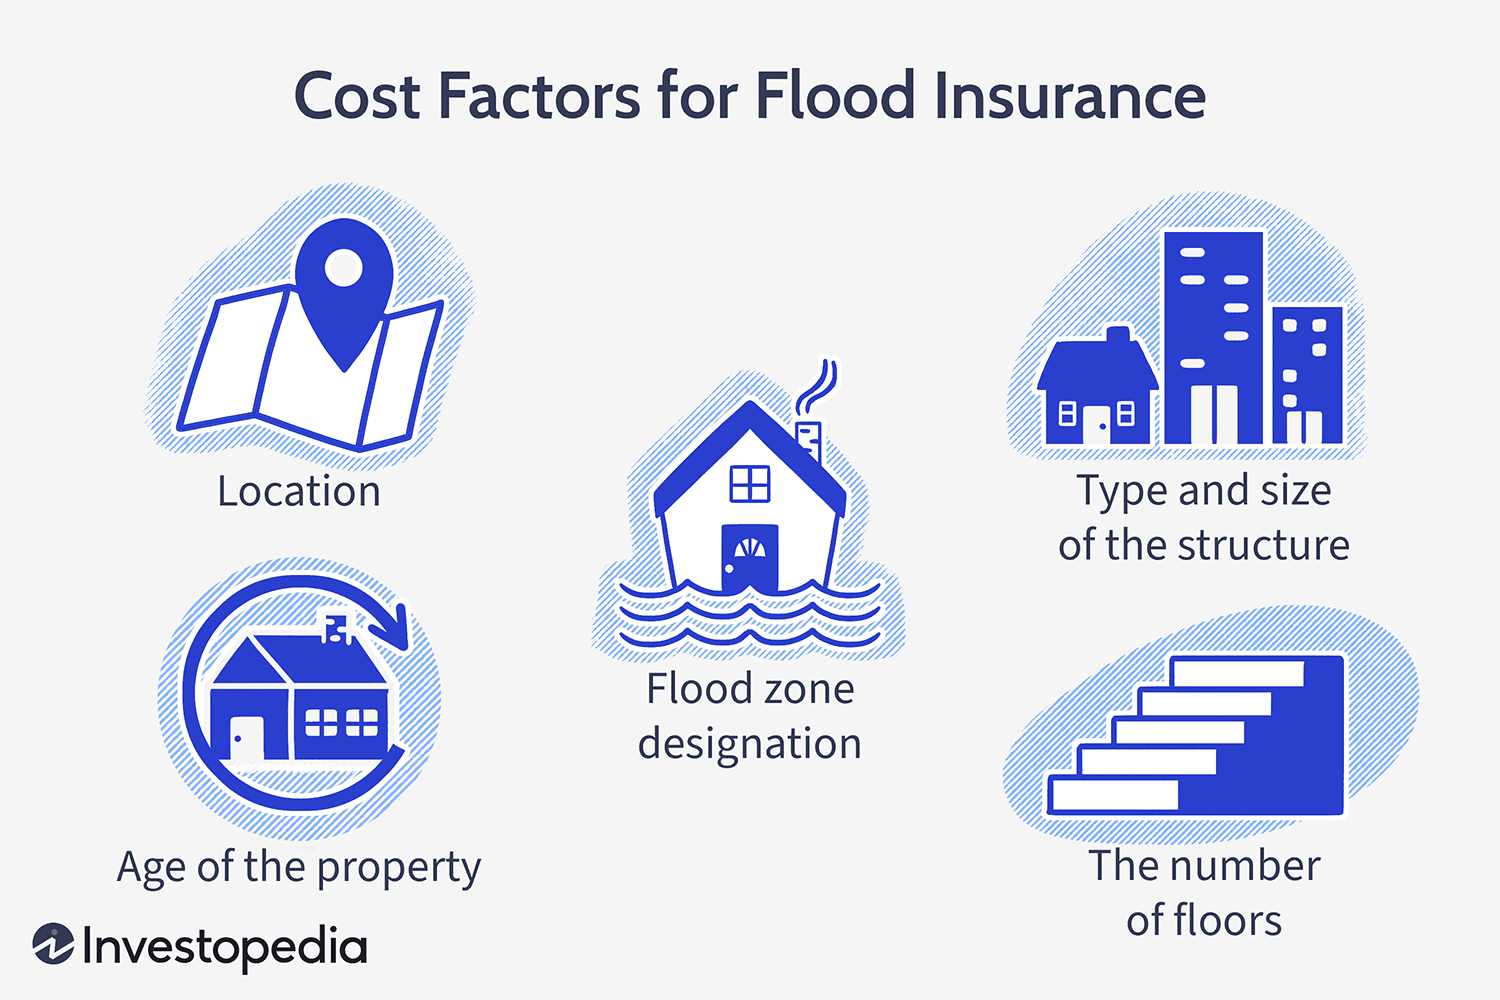 Cost Factors for Flood Insurance
Location
Type and size
of the structure
Flood zone
designation
Age of the property
The number
of floors
Investopedia